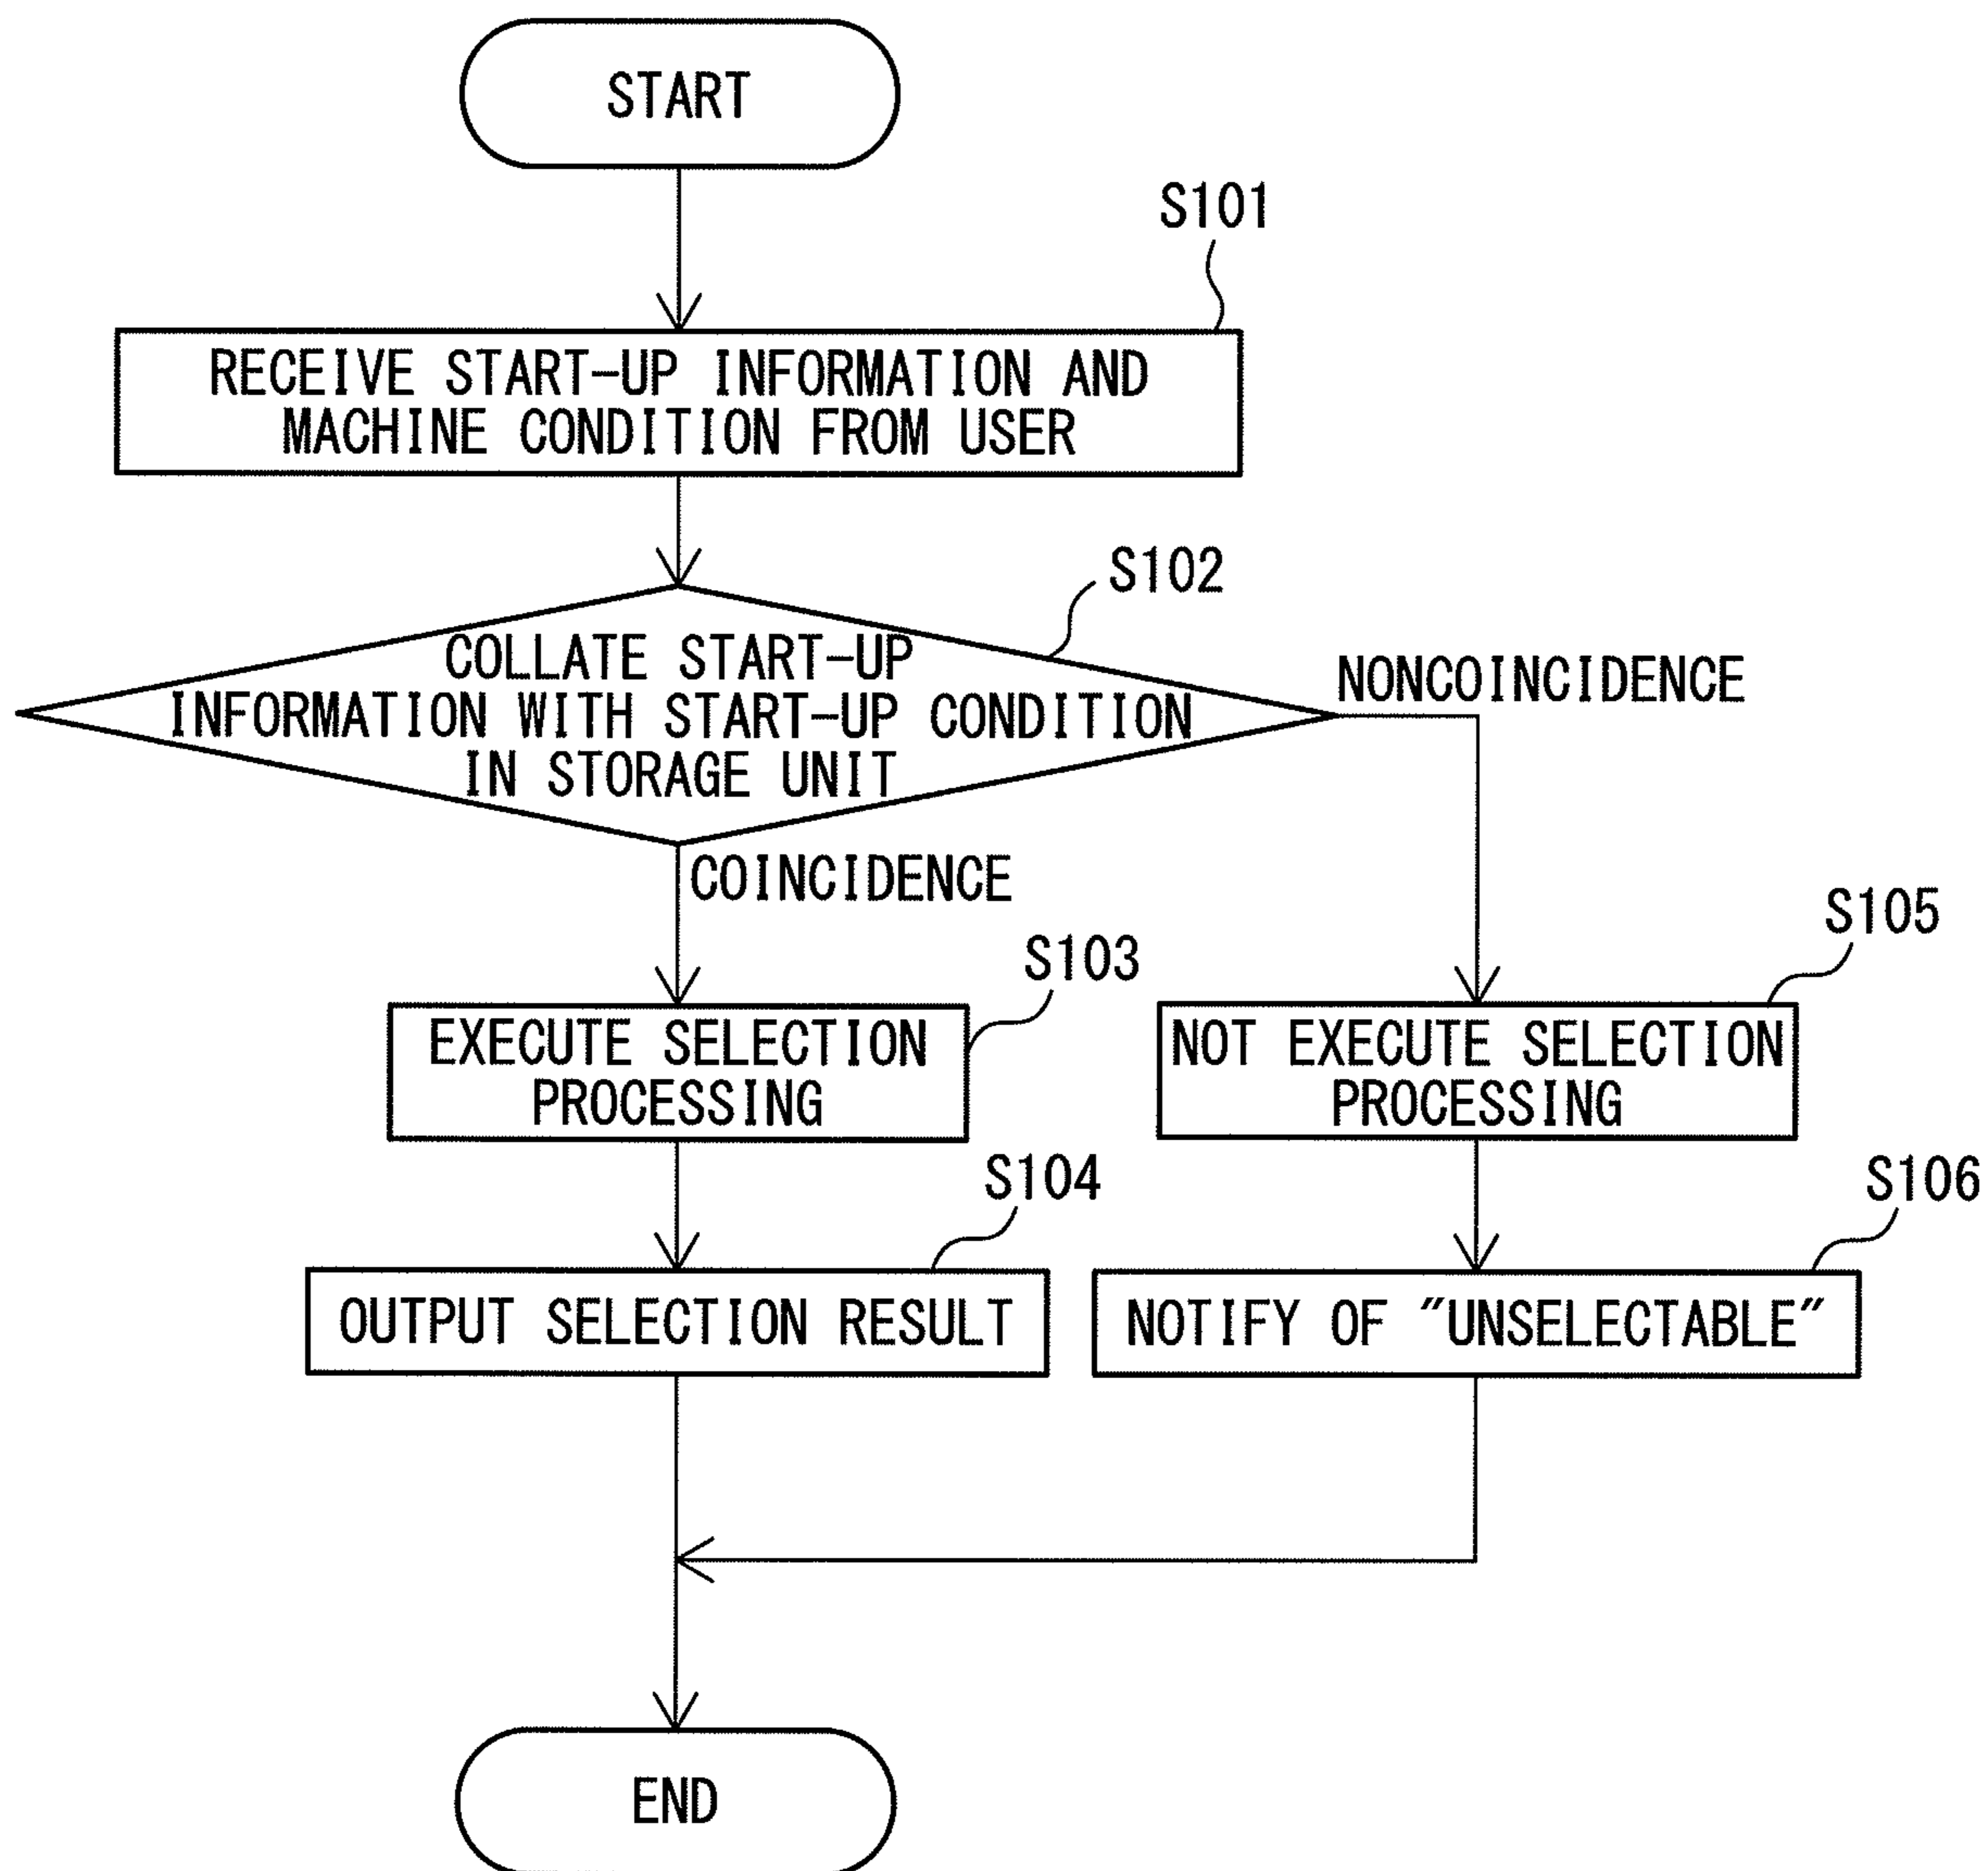 START
S101
RECEIVE START-UP INFORMATION AND
MACHINE CONDITION FROM USER
S102
COLLATE START-UP
INFORMATION WITH START-UP CONDITION
IN STORAGE UNIT
NONCOINCIDENCE
COINCIDENCE
S103
EXECUTE SELECTION
PROCESSING
S105
NOT EXECUTE SELECTION
PROCESSING
S104
OUTPUT SELECTION RESULT
S106
NOTIFY OF "UNSELECTABLE"
END